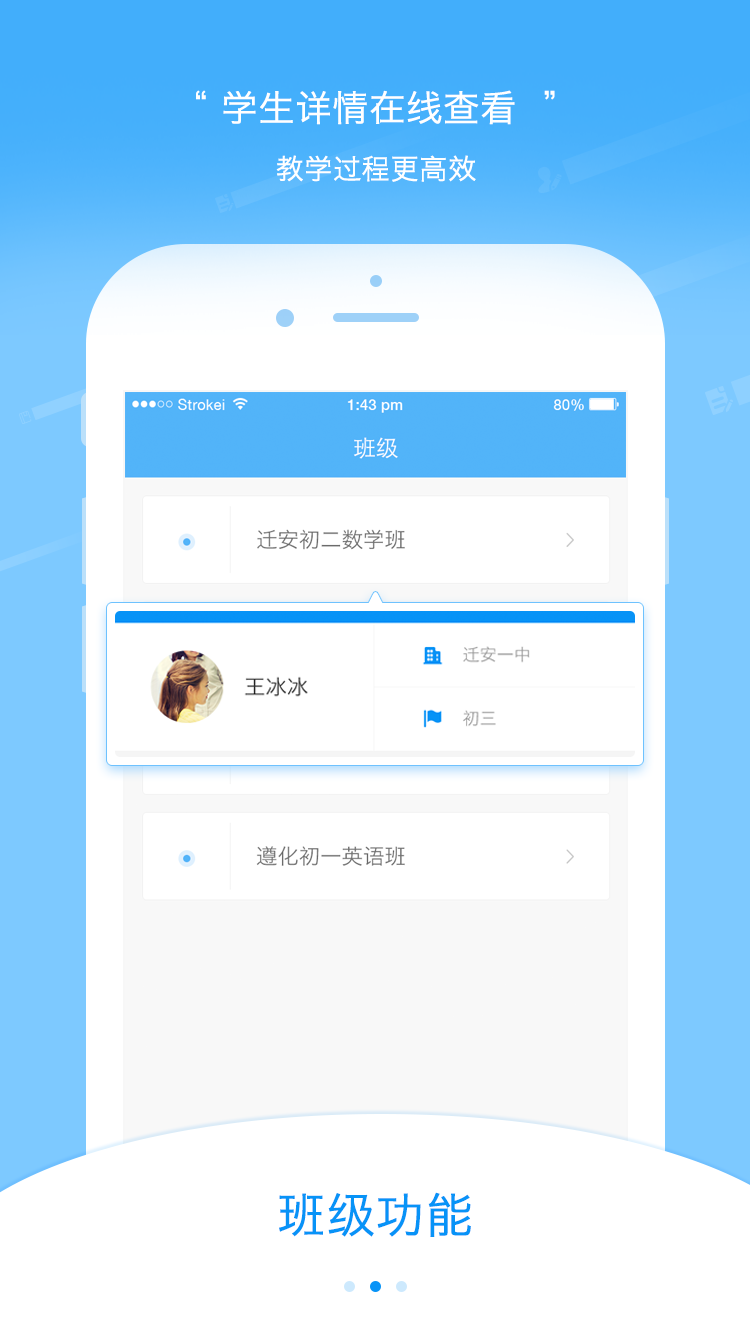 “ 学生详情在线查看 ”
教学过程更高效
Strokei 1:43 pm 80%
班级
迁安初二数学班
王冰冰
迁安一中
初三
遵化初一英语班
班级功能